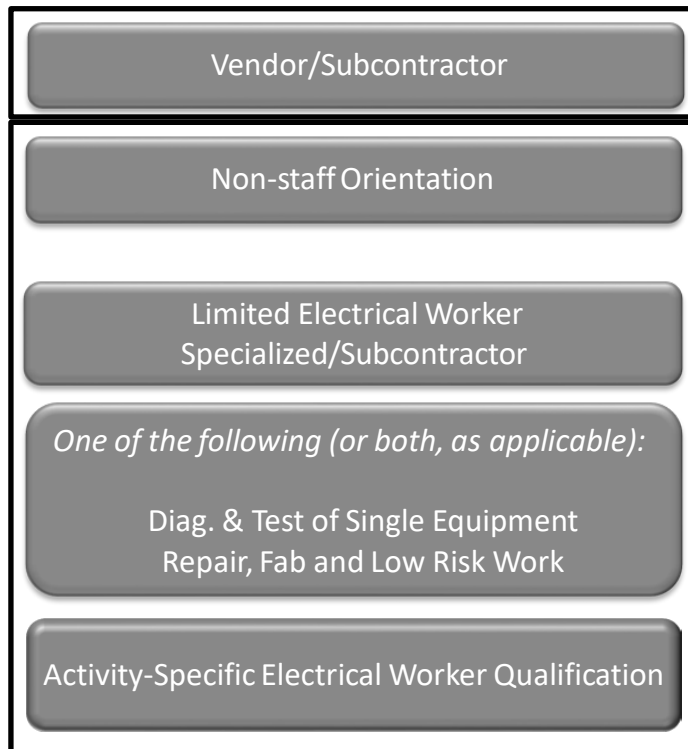 Vendor/Subcontractor
Non-staff Orientation
Limited Electrical Worker
Specialized/Subcontractor
One of the following (or both, as applicable):
Diag. & Test of Single Equipment
Repair, Fab and Low Risk Work
Activity-Specific Electrical Worker Qualification